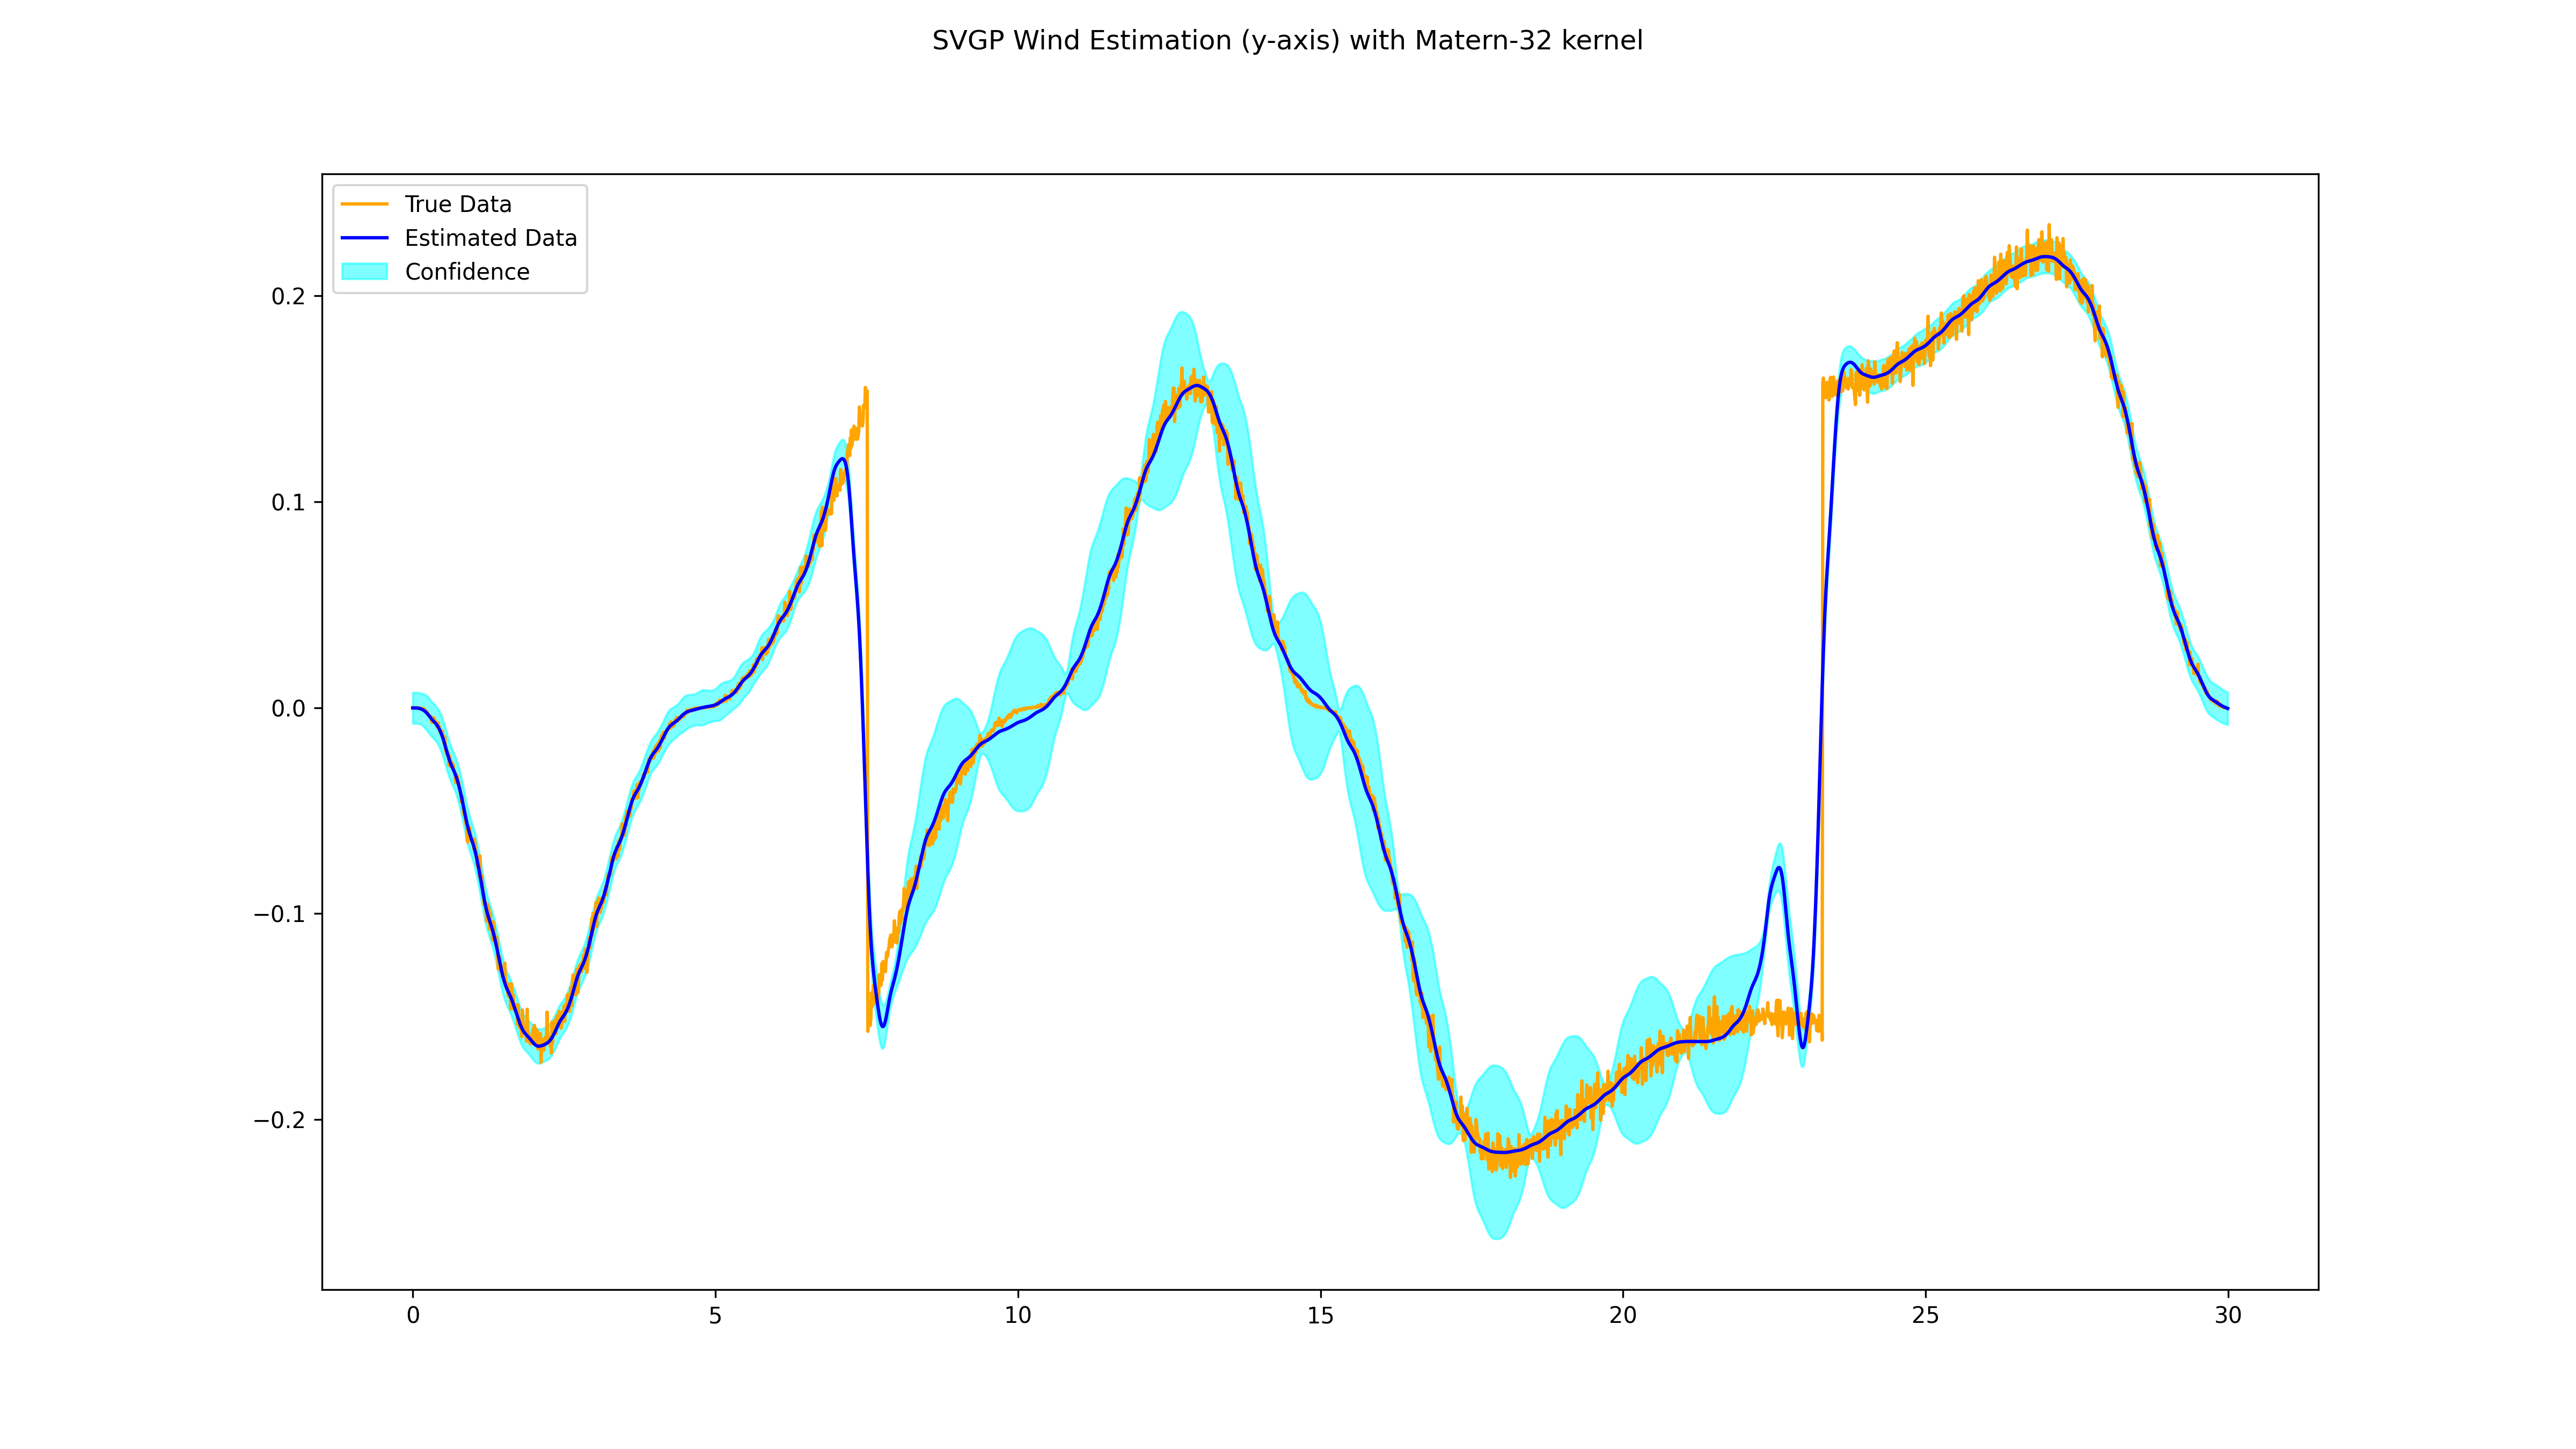 SVGP Wind Estimation (y-axis) with Matern-32 kernel
True Data
Estimated Data
Confidence
0.2
0.1
0.0
−0.1
−0.2
0 5 10 15 20 25 30